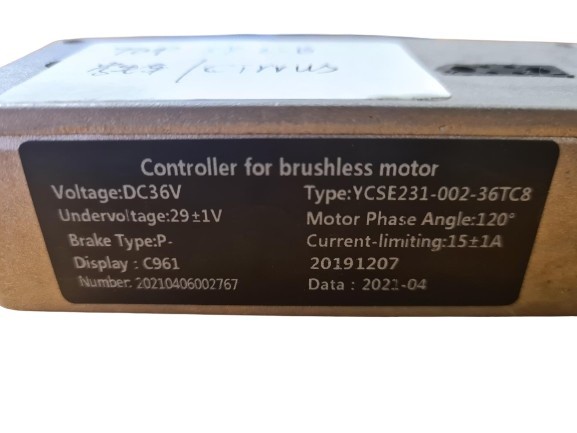 Controller for brushless motor
Voltage:DC36V Type:YCSE231-002-36TC8
Undervoltage:29±1V Motor Phase Angle:120°
Brake Type:P- Current-limiting:15±1A
Display : C961 20191207
Number: 20210406002767 Data : 2021-04